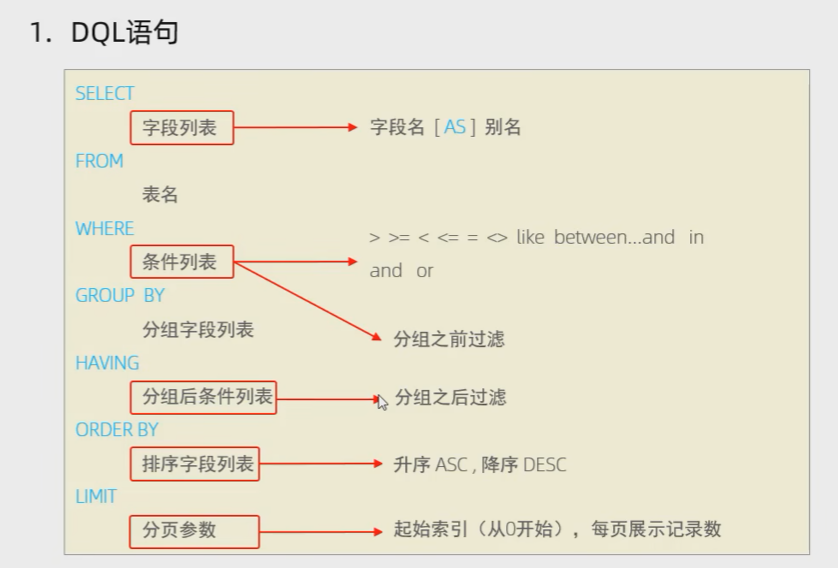 1. DQL语句
SELECT
字段列表 字段名 [ AS ] 别名
FROM
表名
WHERE
> >= < <= = <> like between...and in
条件列表
and or
GROUP BY
分组字段列表
分组之前过滤
HAVING
分组后条件列表 分组之后过滤
ORDER BY
排序字段列表 升序 ASC , 降序 DESC
LIMIT
分页参数 起始索引（从0开始），每页展示记录数